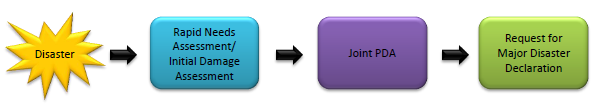 Disaster
Rapid Needs
Assessment/
Initial Damage
Assessment
Joint PDA
Request for
Major Disaster
Declaration